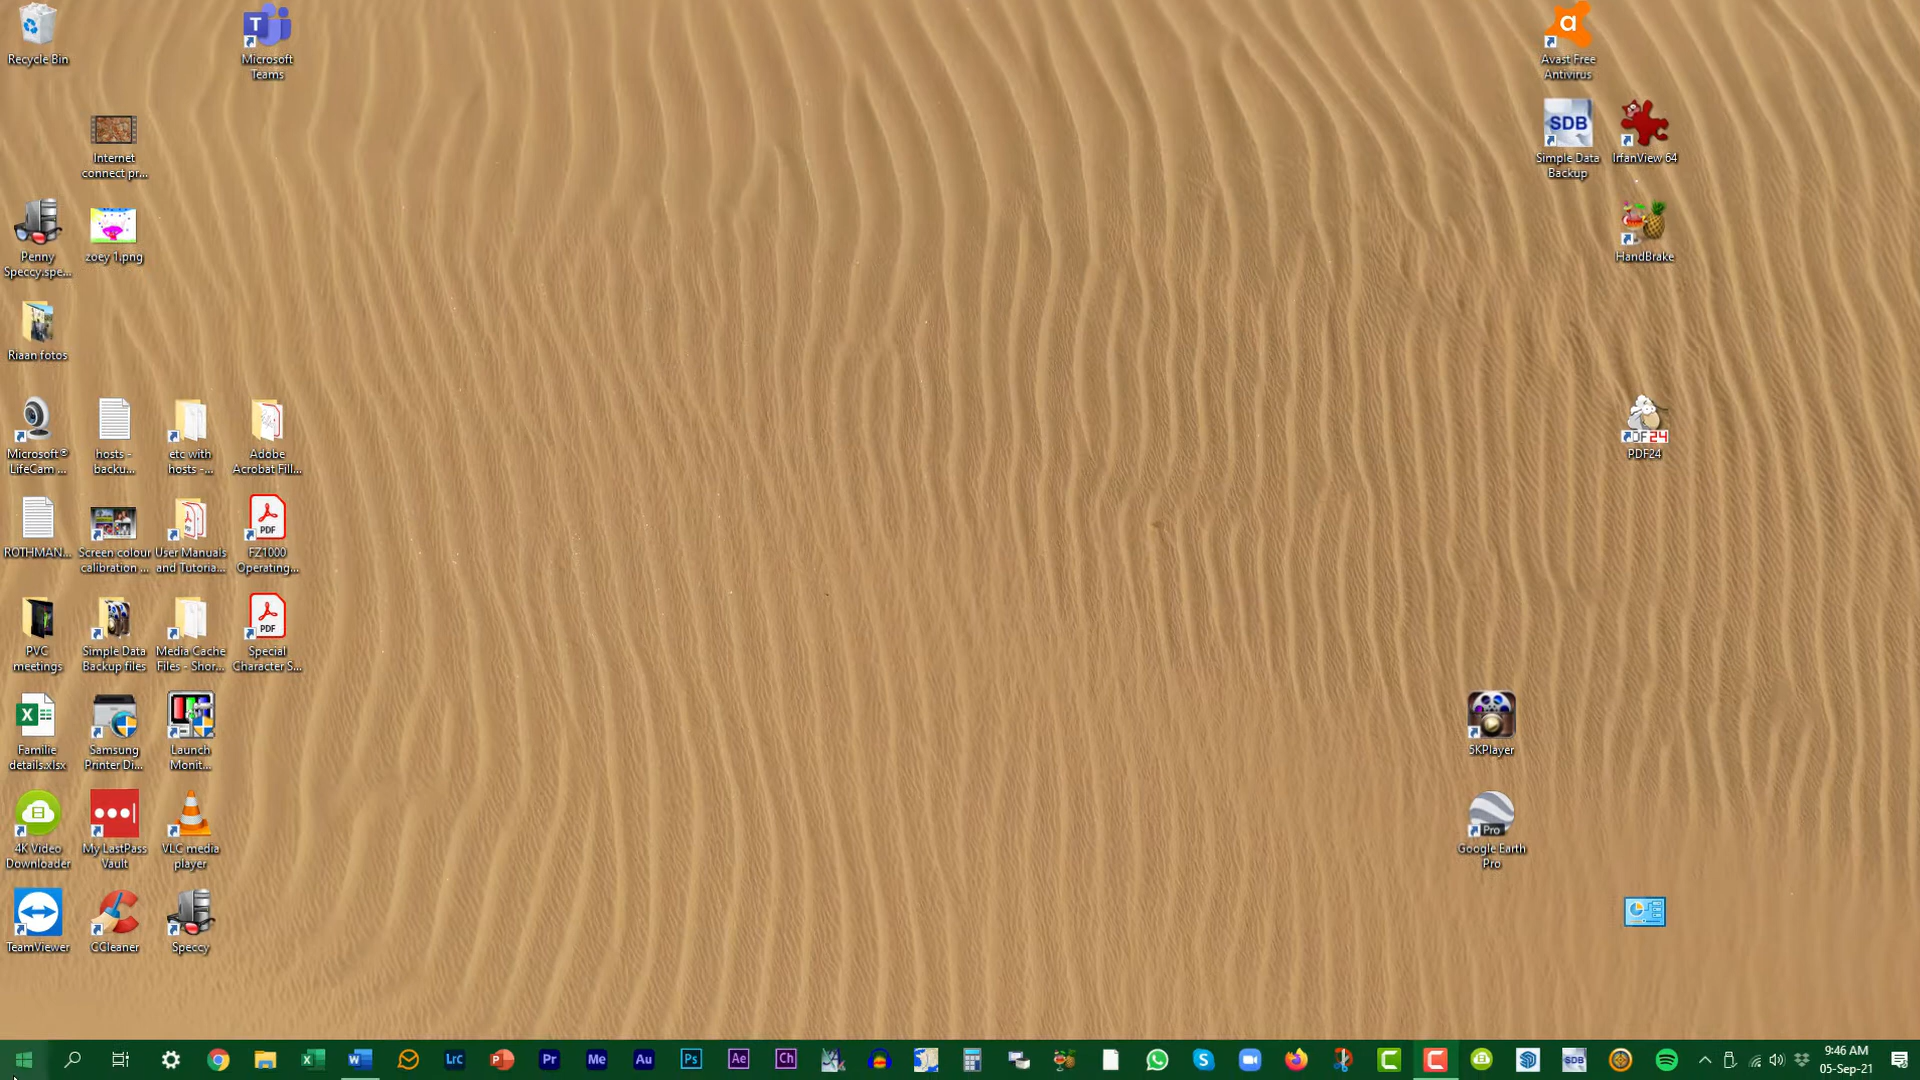 Recycle Bin
Microsoft
Teams
a
Avast Free
Antivirus
Internet
connect pr...
SDB
Simple Data
Backup
IrfanView 64
Penny
Speccy.spe...
zoey 1.png
HandBrake
Riaan fotos
Microsoft®
LifeCam ...
hosts -
backu...
etc with
hosts -...
Adobe
Acrobat Fill...
PDF24
ROTHMAN...
Screen colour
calibration ...
User Manuals
and Tutoria...
PDF
FZ1000
Operating...
PVC
meetings
Simple Data
Backup files
Media Cache
Files - Shor...
PDF
Special
Character S...
Familie
details.xlsx
Samsung
Printer Di...
Launch
Monit...
5KPlayer
4K Video
Downloader
My LastPass
Vault
VLC media
player
Pro
Google Earth
Pro
TeamViewer
CCleaner
Speccy
Lrc
Pr
Me
Au
Ps
Ae
Ch
SDB
9:46 AM
05-Sep-21